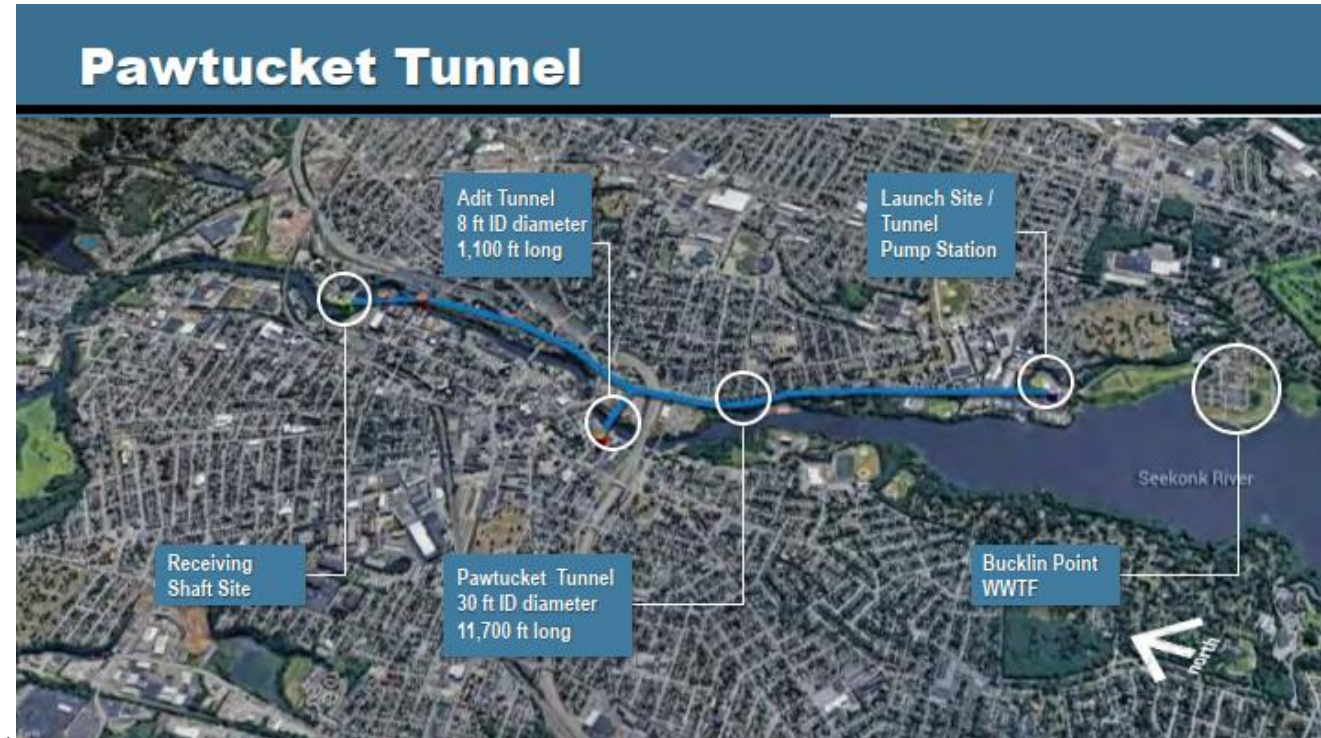 Pawtucket Tunnel
Adit Tunnel
8 ft ID diameter
1,100 ft long
Launch Site /
Tunnel
Pump Station
Seekonk River
Receiving
Shaft Site
Pawtucket Tunnel
30 ft ID diameter
11,700 ft long
Bucklin Point
WWTF
north